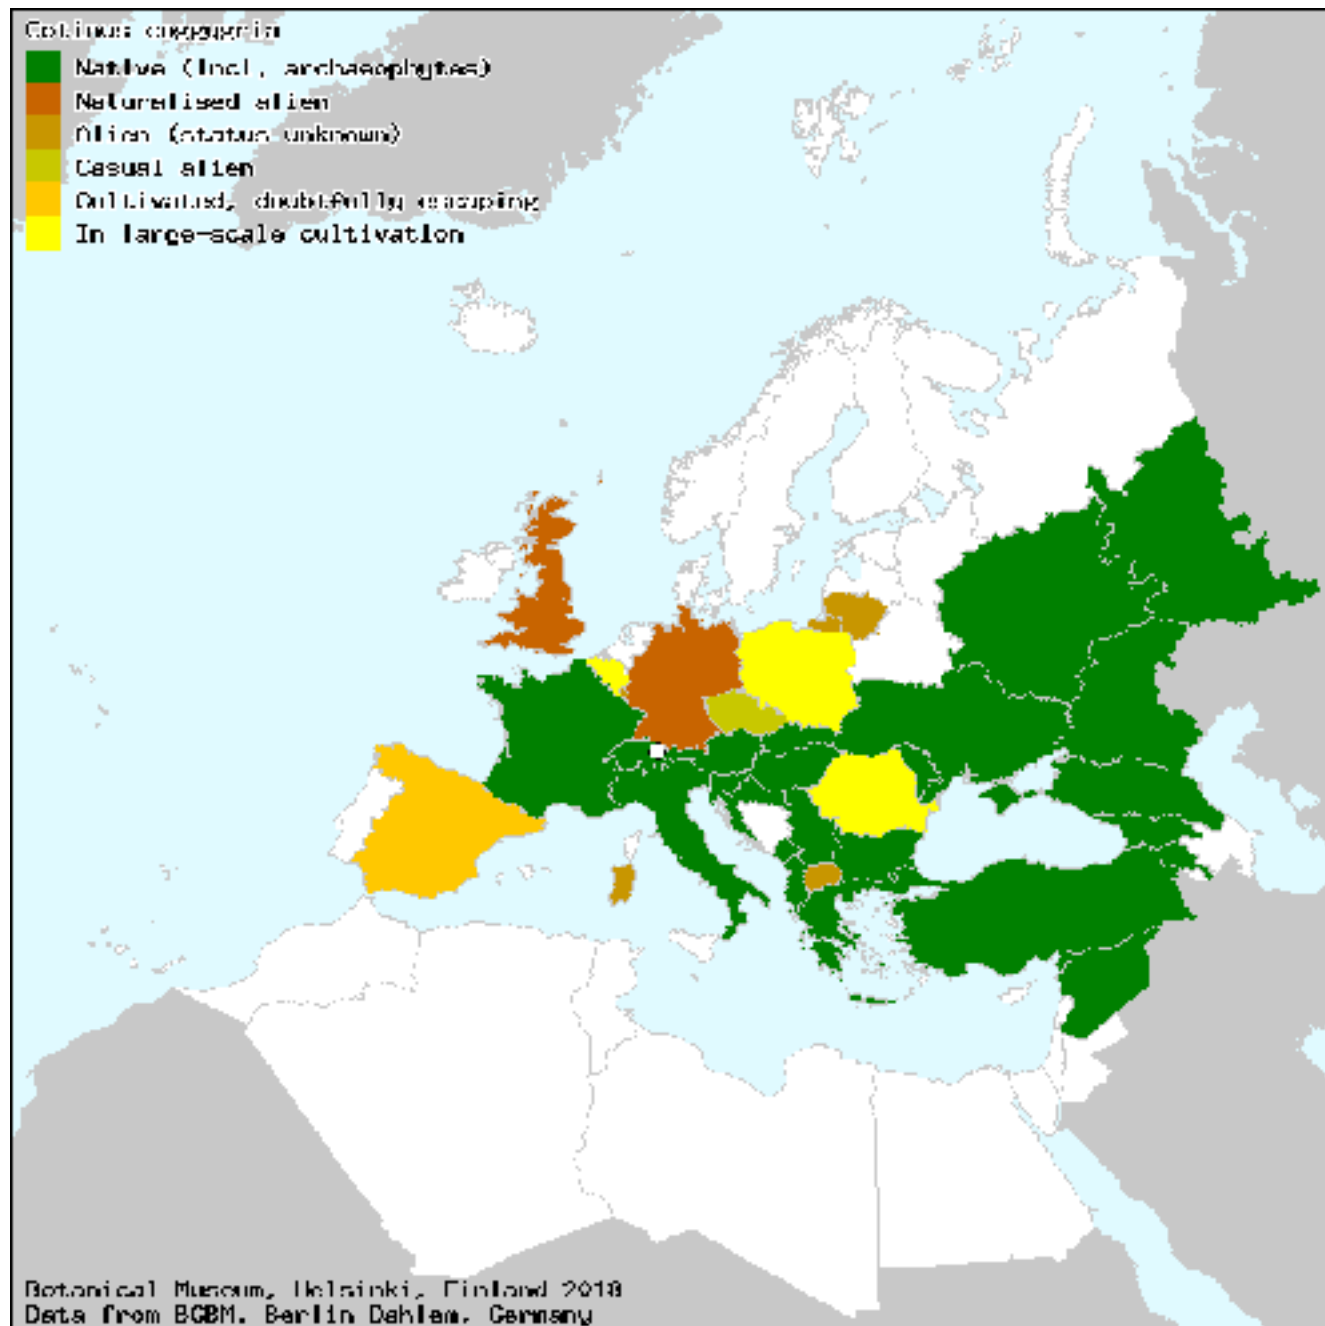 Cotinus coggygria
Native (incl. archaeophytes)
Naturalised alien
Alien (status unknown)
Casual alien
Cultivated, doubtfully escaping
In large-scale cultivation
Botanical Museum, Helsinki, Finland 2018
Data from BGBM, Berlin-Dahlem, Germany